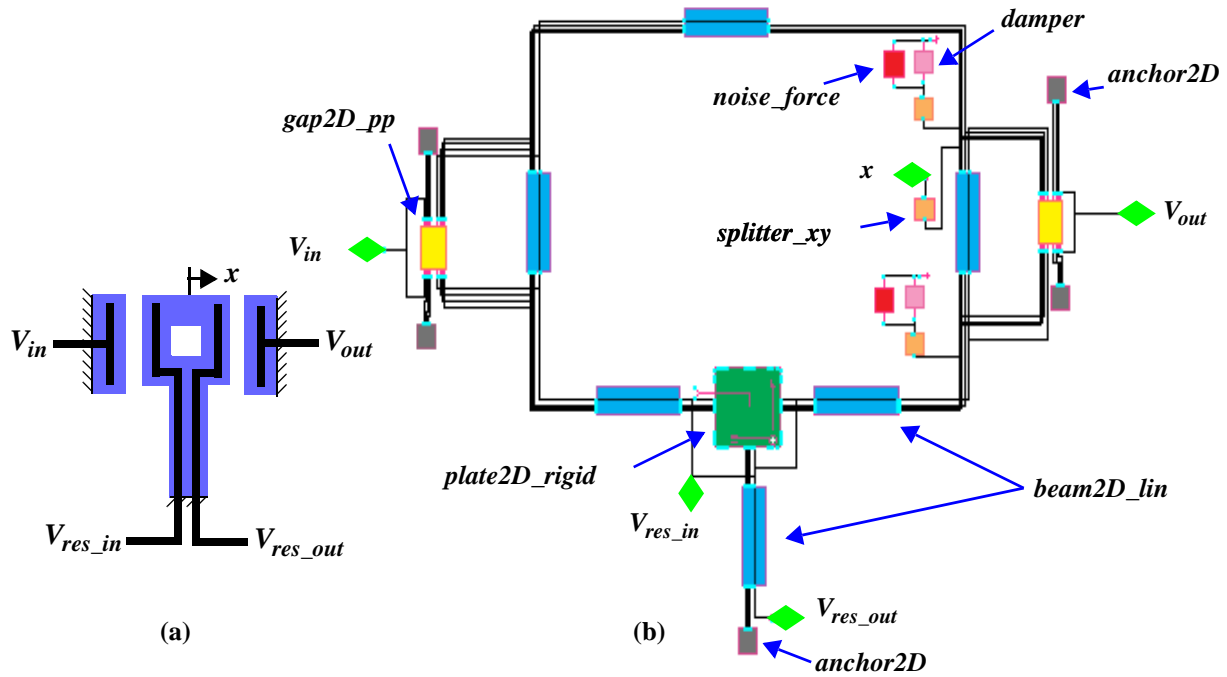 damper
anchor2D
noise_force
gap2D_pp
x
V_out
splitter_xy
V_in
x
V_in
V_out
plate2D_rigid
beam2D_lin
V_res_in
V_res_in
V_res_out
V_res_out
(a)
(b)
anchor2D